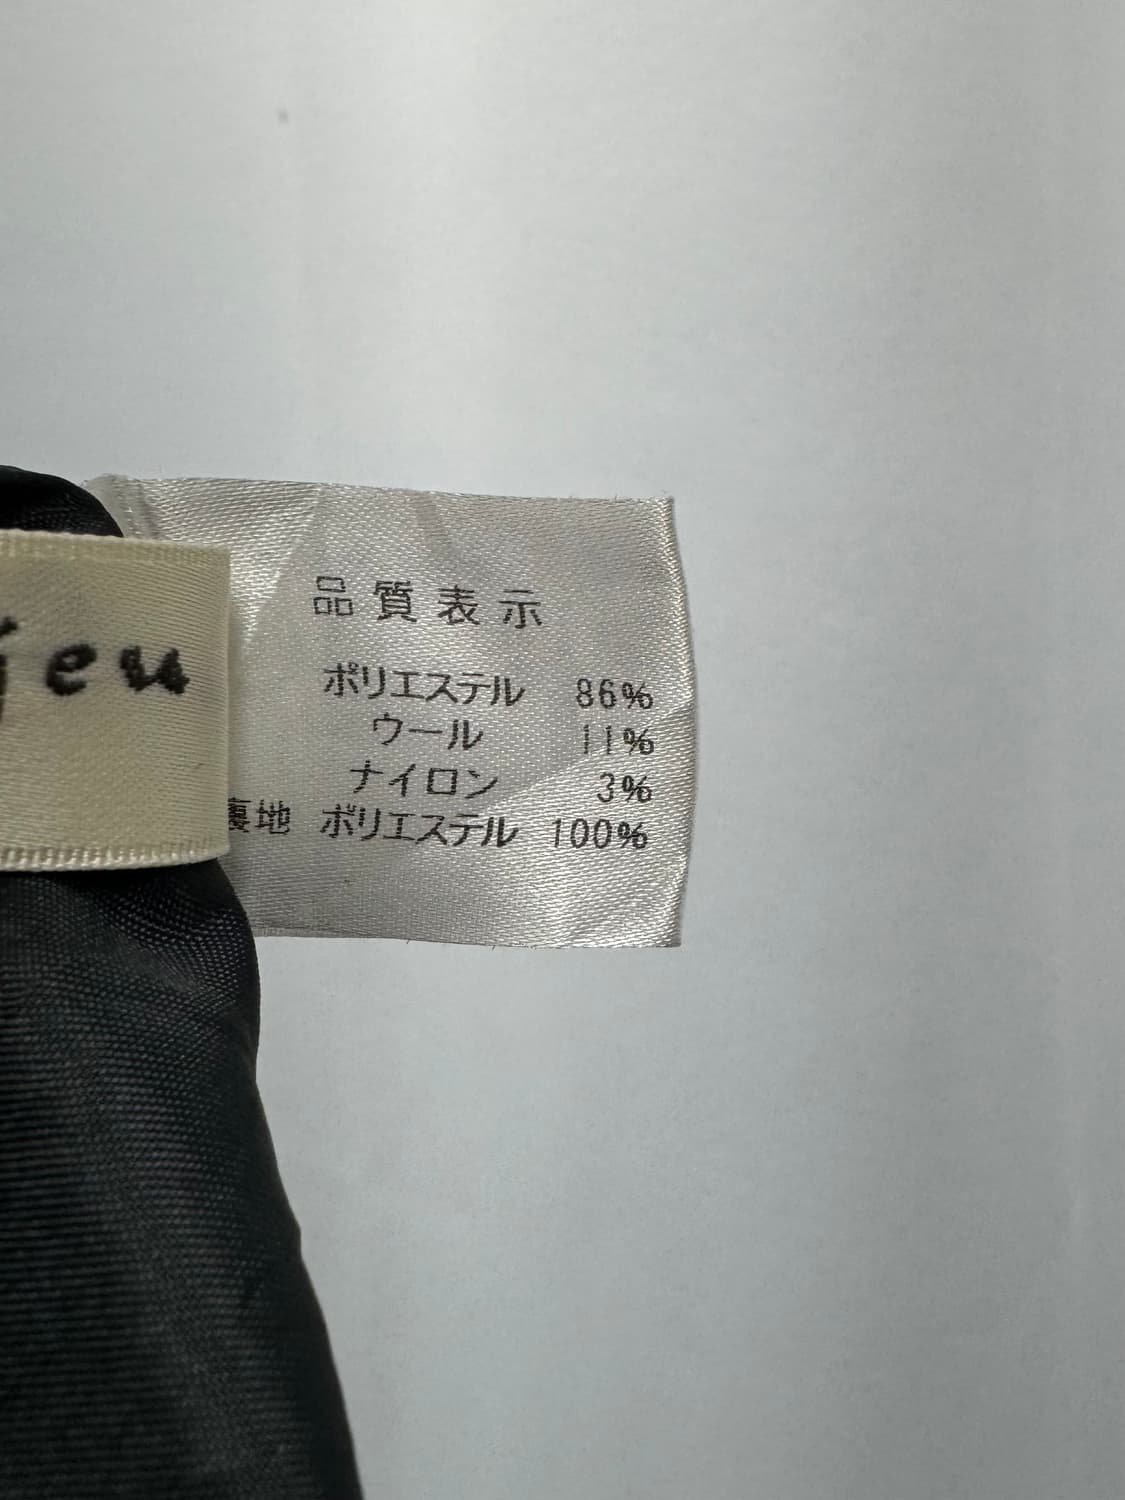 品質表示
ポリエステル 86%
ウール 11%
ナイロン 3%
裏地 ポリエステル 100%
jeu